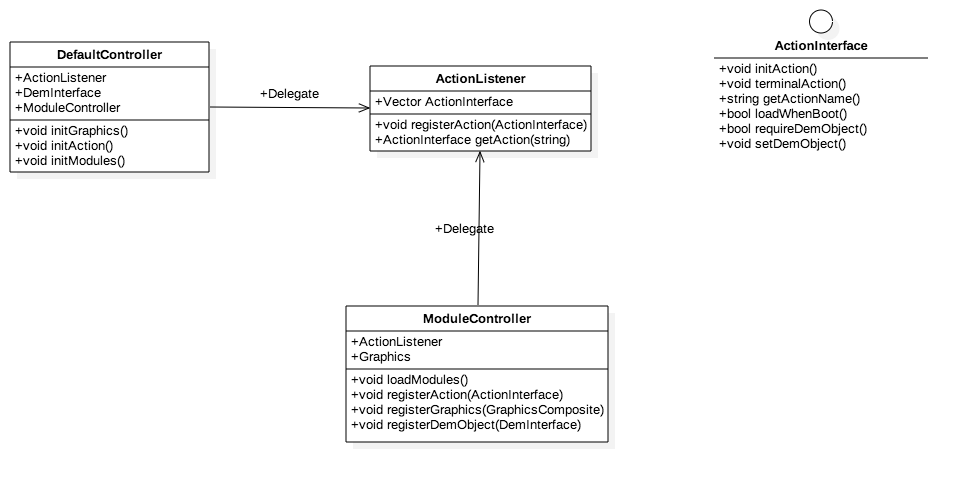 DefaultController
+ActionListener
+DemInterface
+ModuleController
+void initGraphics()
+void initAction()
+void initModules()
+Delegate
ActionListener
+Vector ActionInterface
+void registerAction(ActionInterface)
+ActionInterface getAction(string)
ActionInterface
+void initAction()
+void terminalAction()
+string getActionName()
+bool loadWhenBoot()
+bool requireDemObject()
+void setDemObject()
+Delegate
ModuleController
+ActionListener
+Graphics
+void loadModules()
+void registerAction(ActionInterface)
+void registerGraphics(GraphicsComposite)
+void registerDemObject(DemInterface)